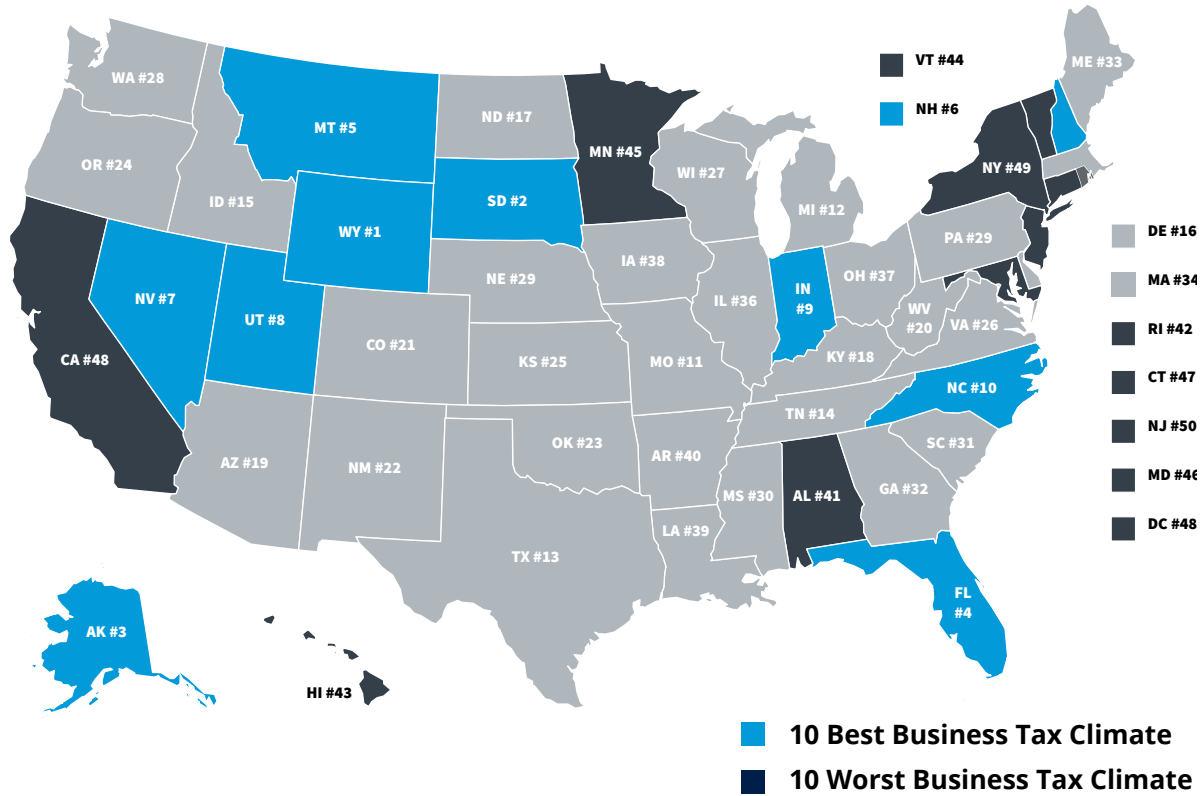 VT #44
ME #33
WA #28
NH #6
ND #17
MT #5
MN #45
OR #24
NY #49
WI #27
ID #15
SD #2
MI #12
WY #1
DE #16
PA #29
IA #38
OH #37
NE #29
MA #34
NV #7
IN
#9
IL #36
WV
#20
UT #8
VA #26
RI #42
CO #21
KY #18
CA #48
KS #25
MO #11
CT #47
NC #10
TN #14
NJ #50
OK #23
SC #31
AZ #19
NM #22
AR #40
MD #46
GA #32
MS #30
AL #41
DC #48
LA #39
TX #13
FL
#4
AK #3
HI #43
10 Best Business Tax Climate
10 Worst Business Tax Climate